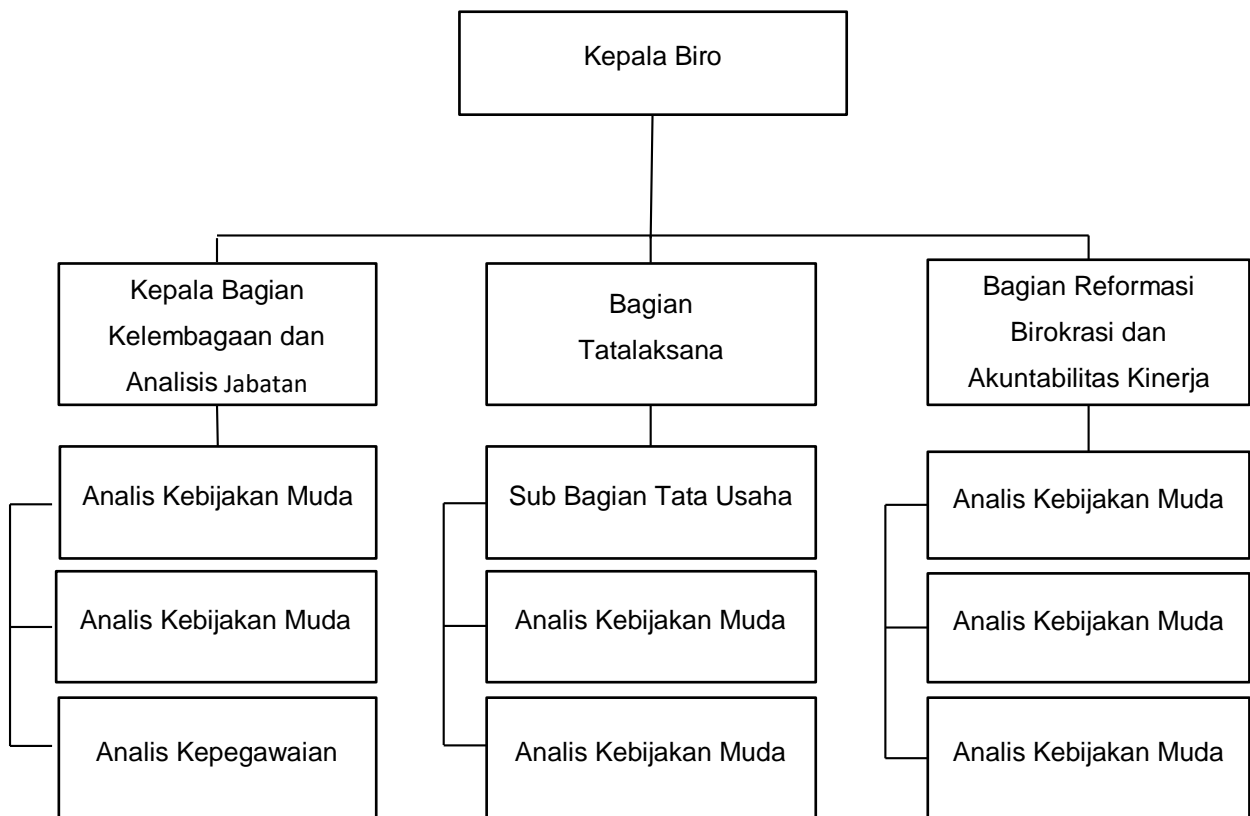 Kepala Biro
Kepala Bagian
Kelembagaan dan
Analisis Jabatan
Bagian
Tatalaksana
Bagian Reformasi
Birokrasi dan
Akuntabilitas Kinerja
Analis Kebijakan Muda
Sub Bagian Tata Usaha
Analis Kebijakan Muda
Analis Kebijakan Muda
Analis Kebijakan Muda
Analis Kebijakan Muda
Analis Kepegawaian
Analis Kebijakan Muda
Analis Kebijakan Muda